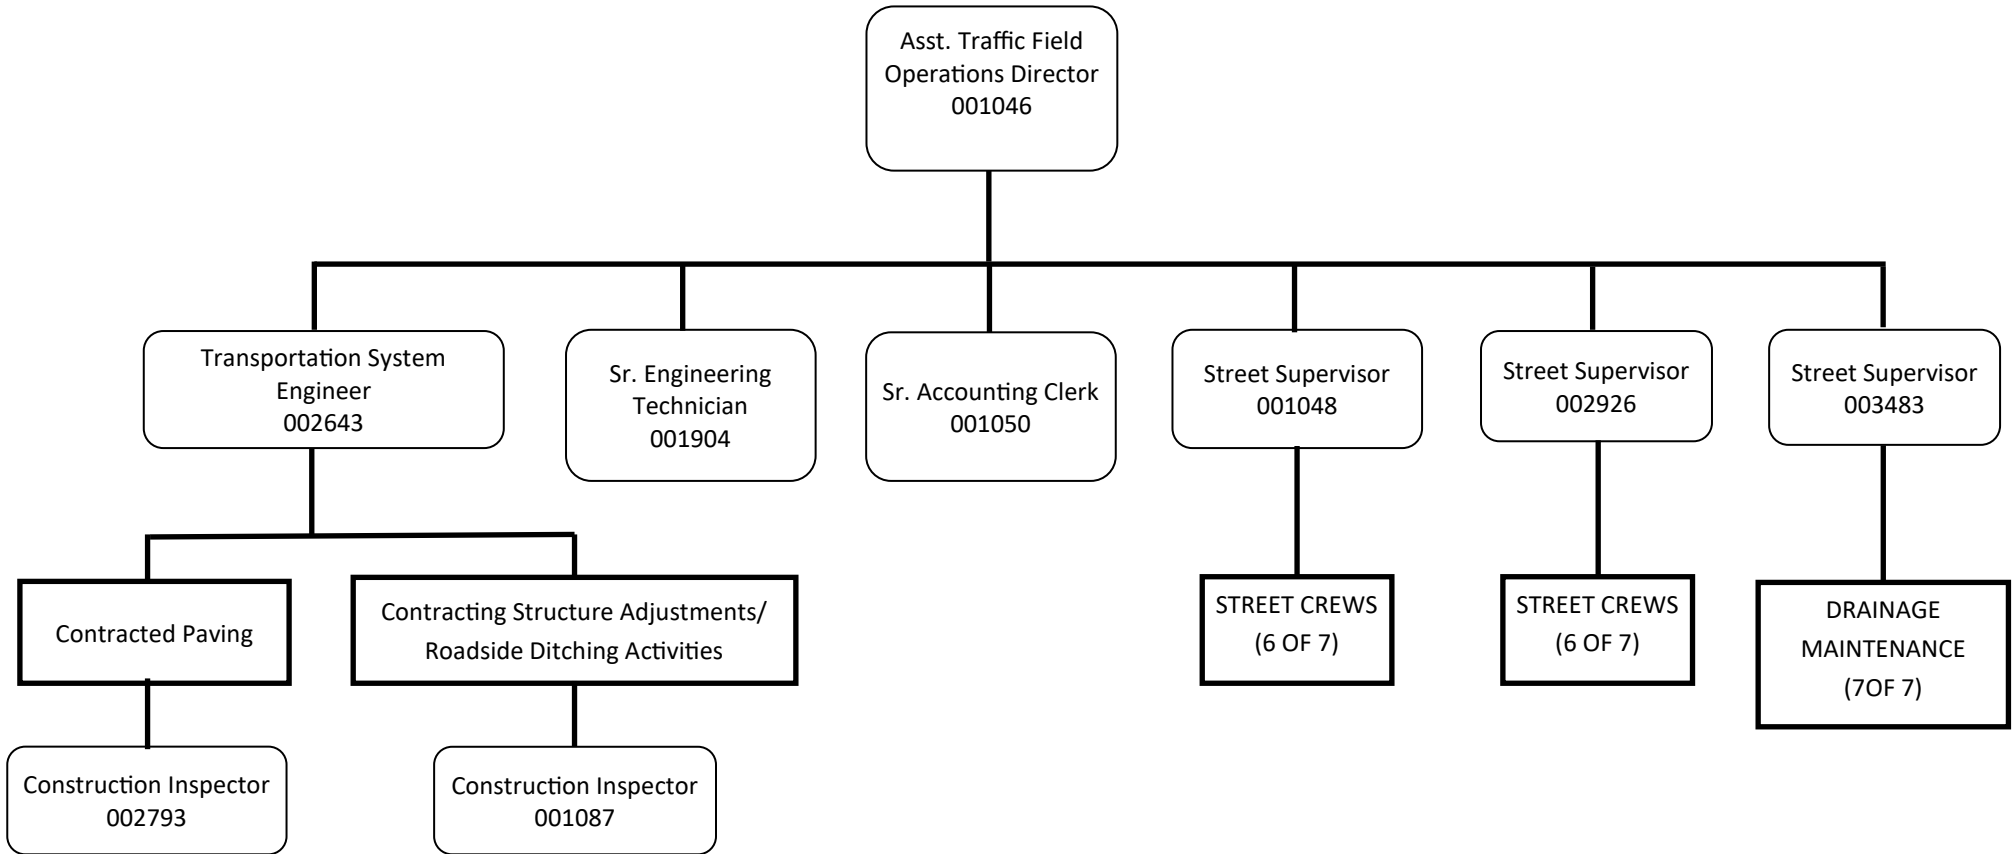 Asst. Traffic Field
Operations Director
001046
Transportation System
Engineer
002643
Sr. Engineering
Technician
001904
Sr. Accounting Clerk
001050
Street Supervisor
001048
Street Supervisor
002926
Street Supervisor
003483
Contracted Paving
Contracting Structure Adjustments/
Roadside Ditching Activities
STREET CREWS
(6 OF 7)
STREET CREWS
(6 OF 7)
DRAINAGE
MAINTENANCE
(7OF 7)
Construction Inspector
002793
Construction Inspector
001087